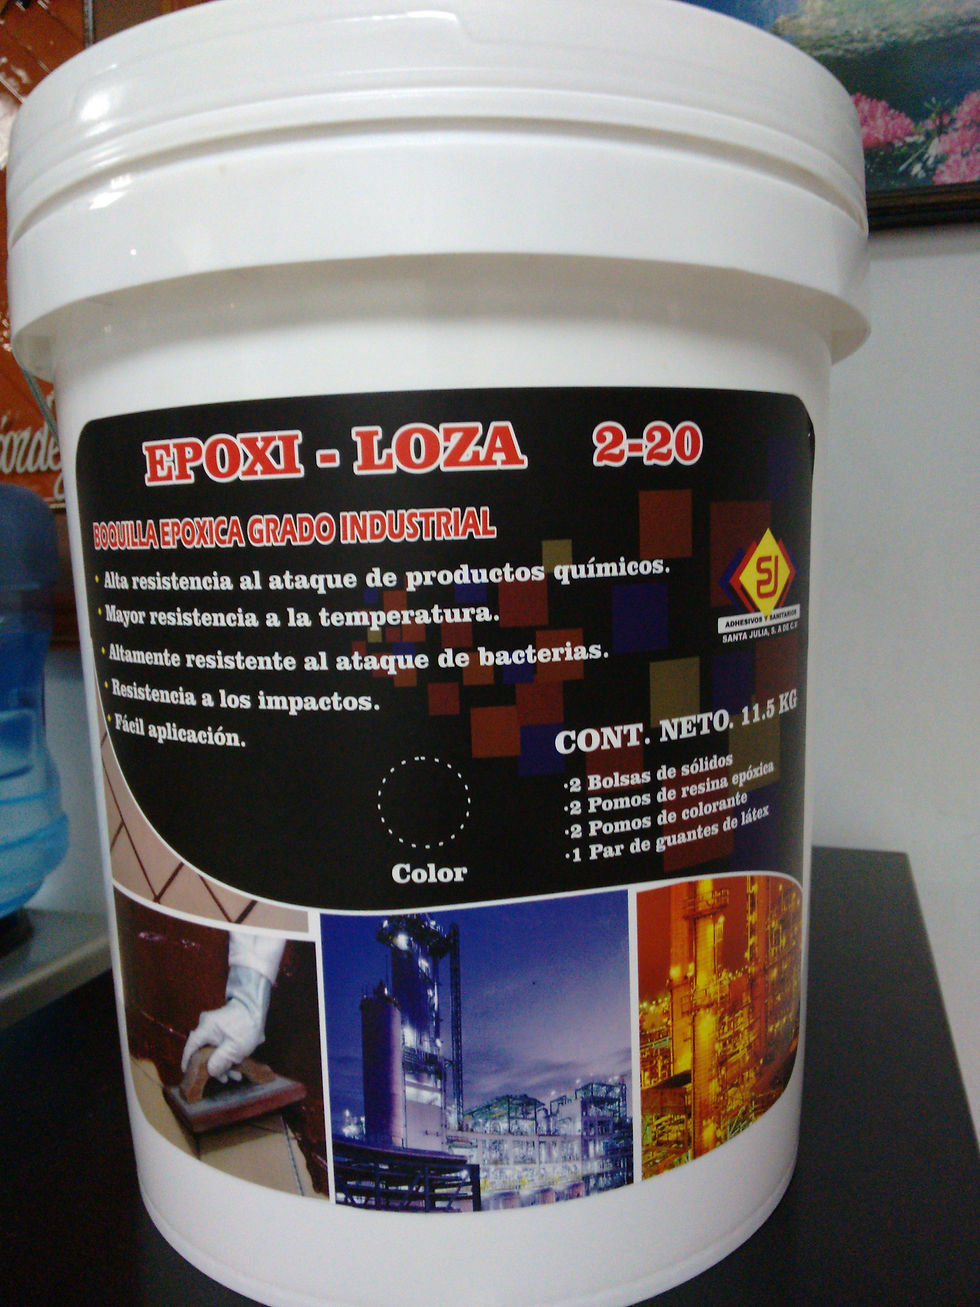 EPOXI - LOZA 2-20
BOQUILLA EPOXICA GRADO INDUSTRIAL
• Alta resistencia al ataque de productos químicos.
• Mayor resistencia a la temperatura.
• Altamente resistente al ataque de bacterias.
• Resistencia a los impactos.
• Fácil aplicación.
SJ
ADHESIVOS Y SANITARIOS
SANTA JULIA, S. A DE C.V
CONT. NETO. 11.5 KG
·2 Bolsas de sólidos
·2 Pomos de resina epóxica
·2 Pomos de colorante
·1 Par de guantes de látex
Color